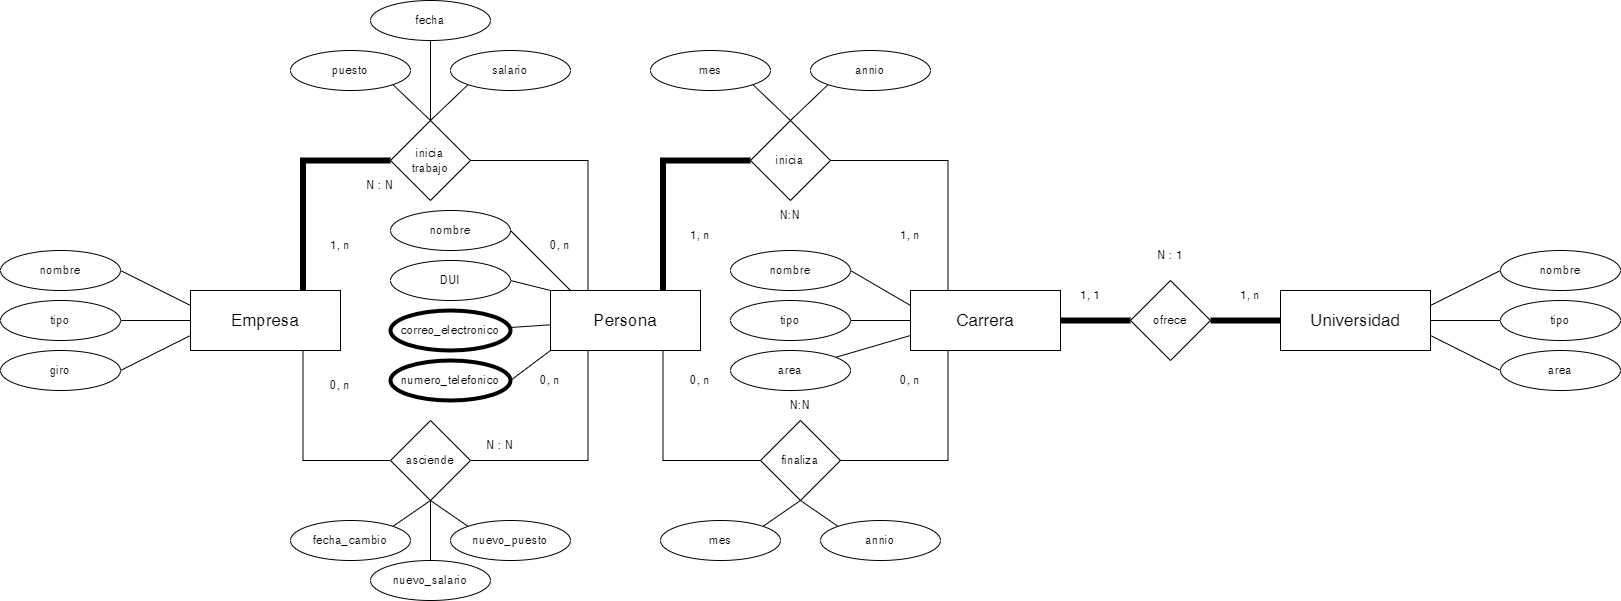 fecha
puesto
salario
mes
annio
inicia
trabajo
inicia
N : N
N:N
nombre
1, n
0, n
1, n
1, n
N : 1
nombre
DUI
nombre
nombre
1, 1
1, n
tipo
Empresa
correo_electronico
Persona
tipo
Carrera
ofrece
Universidad
tipo
giro
0, n
numero_telefonico
0, n
0, n
area
0, n
area
N:N
N : N
asciende
finaliza
fecha_cambio
nuevo_puesto
mes
annio
nuevo_salario